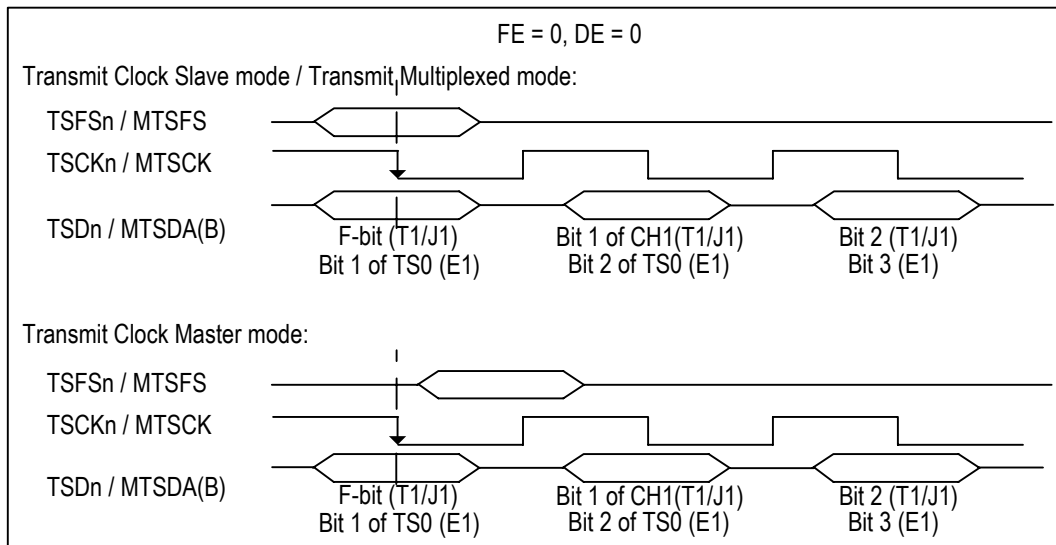 FE = 0, DE = 0
Transmit Clock Slave mode / Transmit Multiplexed mode:
TSFSn / MTSFS
TSCKn / MTSCK
TSDn / MTSDA(B)
F-bit (T1/J1)
Bit 1 of TS0 (E1)
Bit 1 of CH1(T1/J1)
Bit 2 of TS0 (E1)
Bit 2 (T1/J1)
Bit 3 (E1)
Transmit Clock Master mode:
TSFSn / MTSFS
TSCKn / MTSCK
TSDn / MTSDA(B)
F-bit (T1/J1)
Bit 1 of TS0 (E1)
Bit 1 of CH1(T1/J1)
Bit 2 of TS0 (E1)
Bit 2 (T1/J1)
Bit 3 (E1)